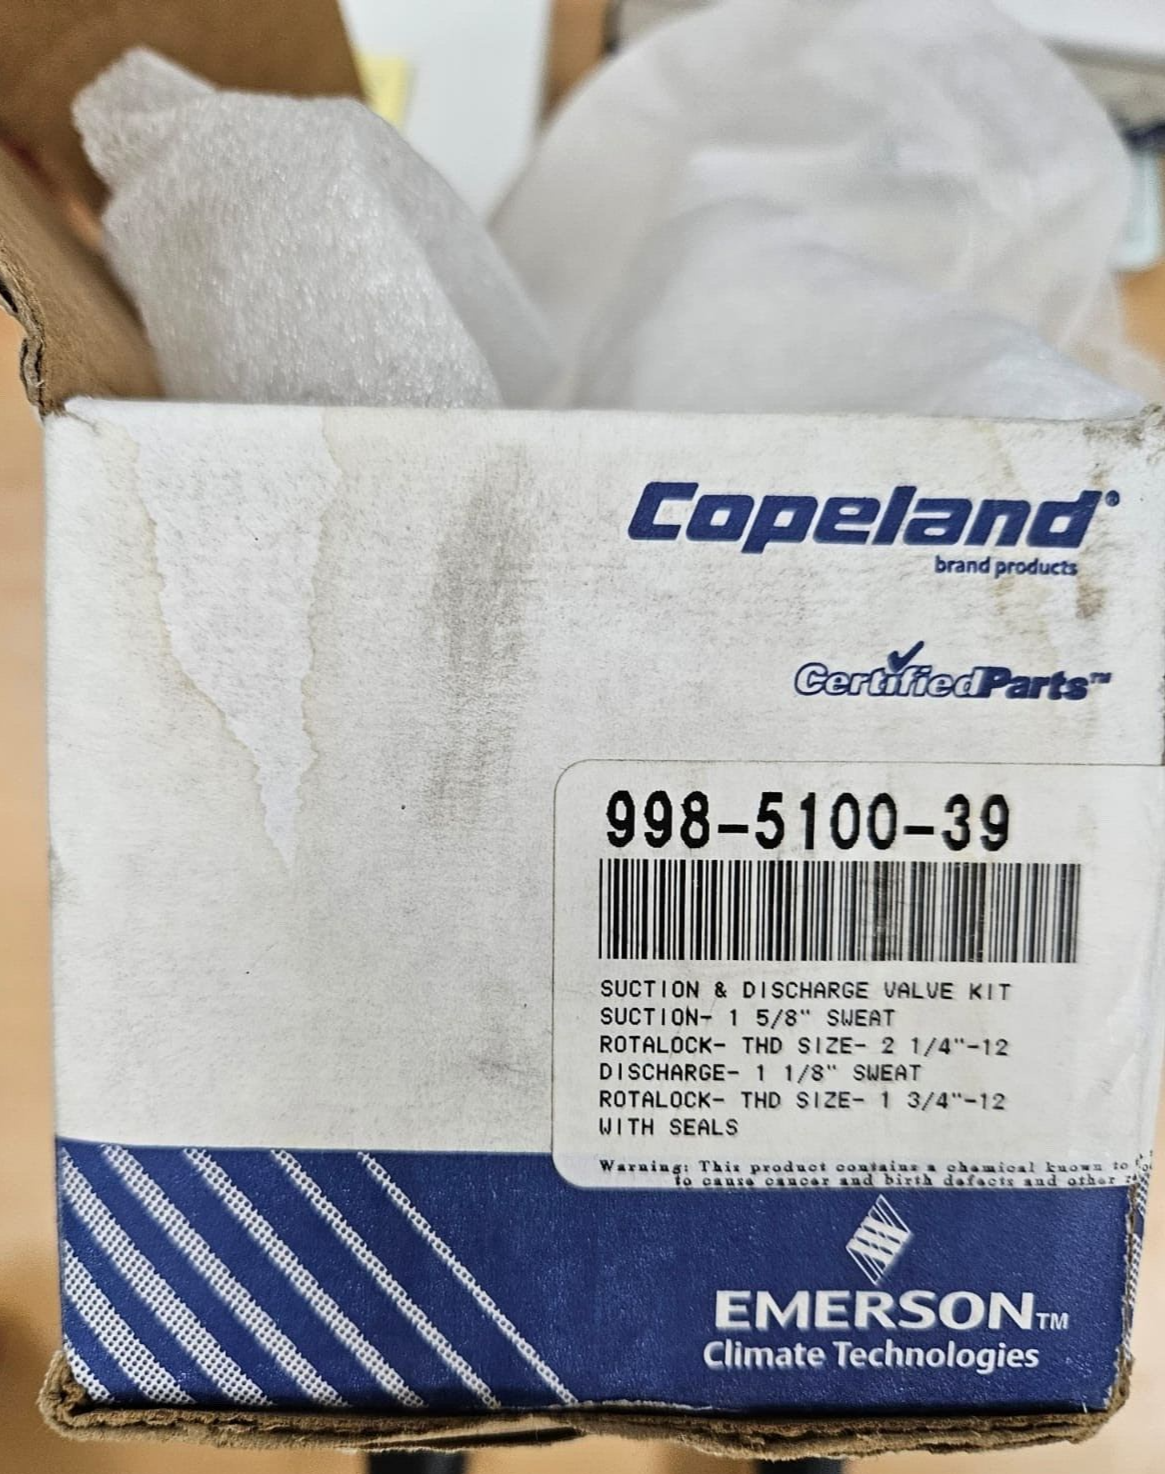 Copeland®
brand products
CertifiedParts™
998-5100-39
SUCTION & DISCHARGE VALVE KIT
SUCTION- 1 5/8" SWEAT
ROTALOCK- THD SIZE- 2 1/4"-12
DISCHARGE- 1 1/8" SWEAT
ROTALOCK- THD SIZE- 1 3/4"-12
WITH SEALS
Warning: This product contains a chemical known to
to cause cancer and birth defects and other
EMERSON™
Climate Technologies